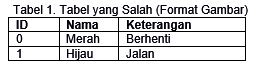 Tabel 1. Tabel yang Salah (Format Gambar)
ID Nama Keterangan
0 Merah Berhenti
1 Hijau Jalan